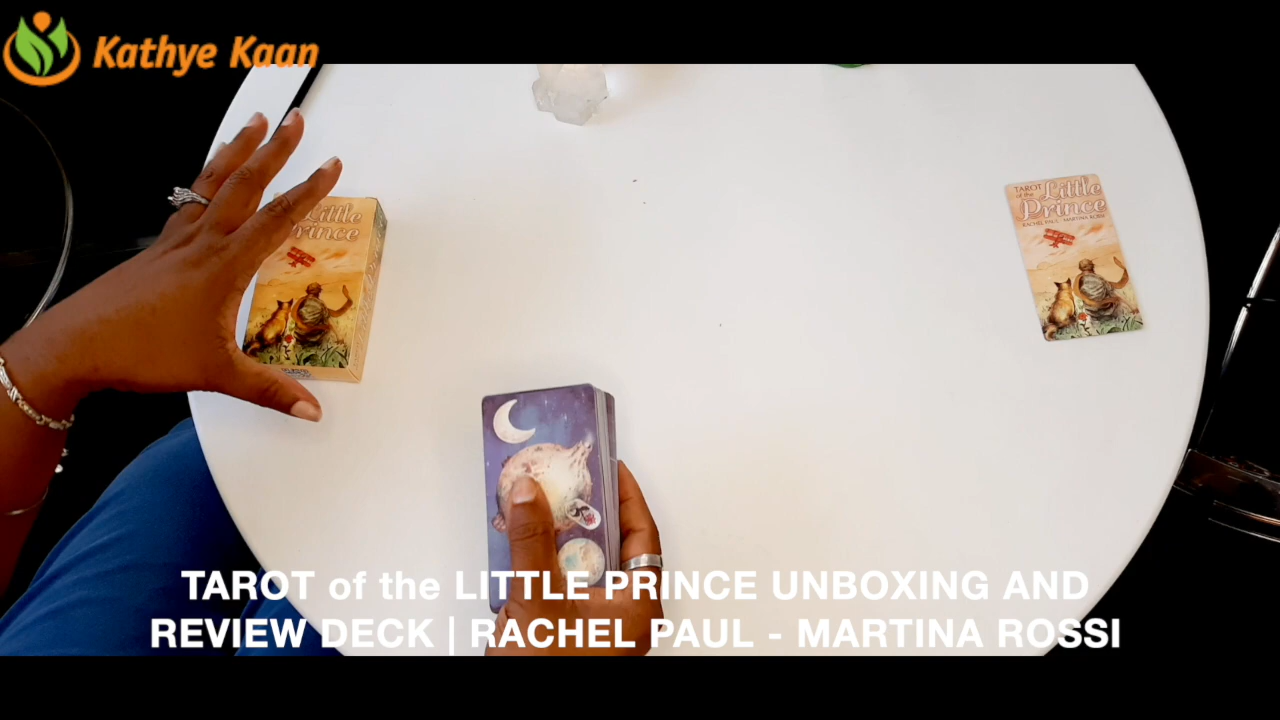 Kathye Kaan
Little
Prince
TAROT
of the Little
Prince
RACHEL PAUL - MARTINA ROSSI
TAROT of the LITTLE PRINCE UNBOXING AND
REVIEW DECK | RACHEL PAUL - MARTINA ROSSI